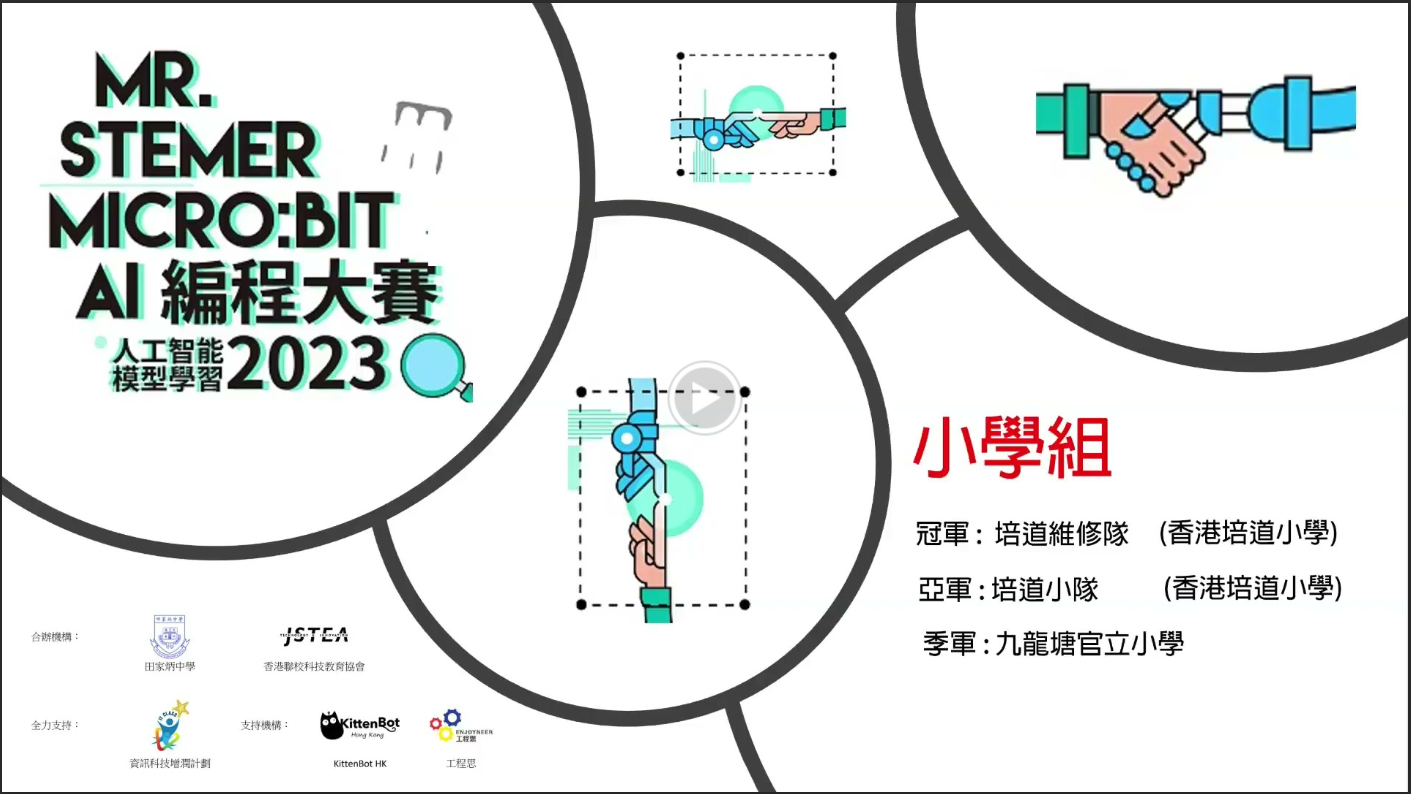 MR.
STEMER
MICRO:BIT
AI 編程大賽
人工智能
模型學習 2023
小學組
冠軍: 培道維修隊 (香港培道小學)
亞軍:培道小隊 (香港培道小學)
季軍:九龍塘官立小學
合辦機構：
JSTEA
田家炳中學
香港聯校科技教育協會
全力支持：
支持機構：
KittenBot
Hong Kong
ENJOYNEER
工程思
資訊科技增潤計劃
KittenBot HK
工程思